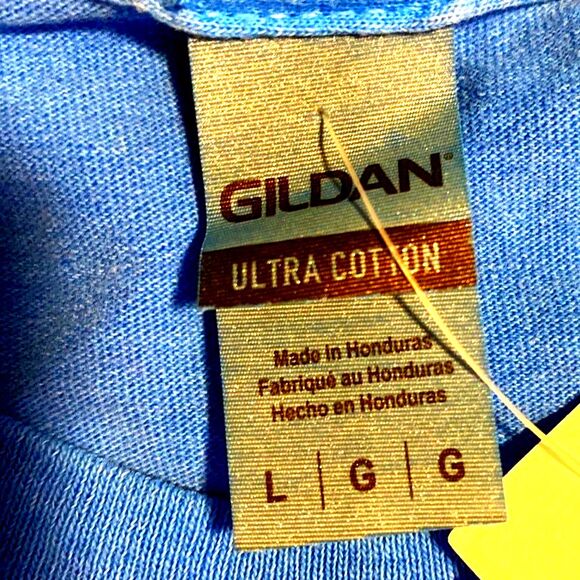 GILDAN®
ULTRA COTTON
Made in Honduras
Fabriqué au Honduras
Hecho en Honduras
L | G | G